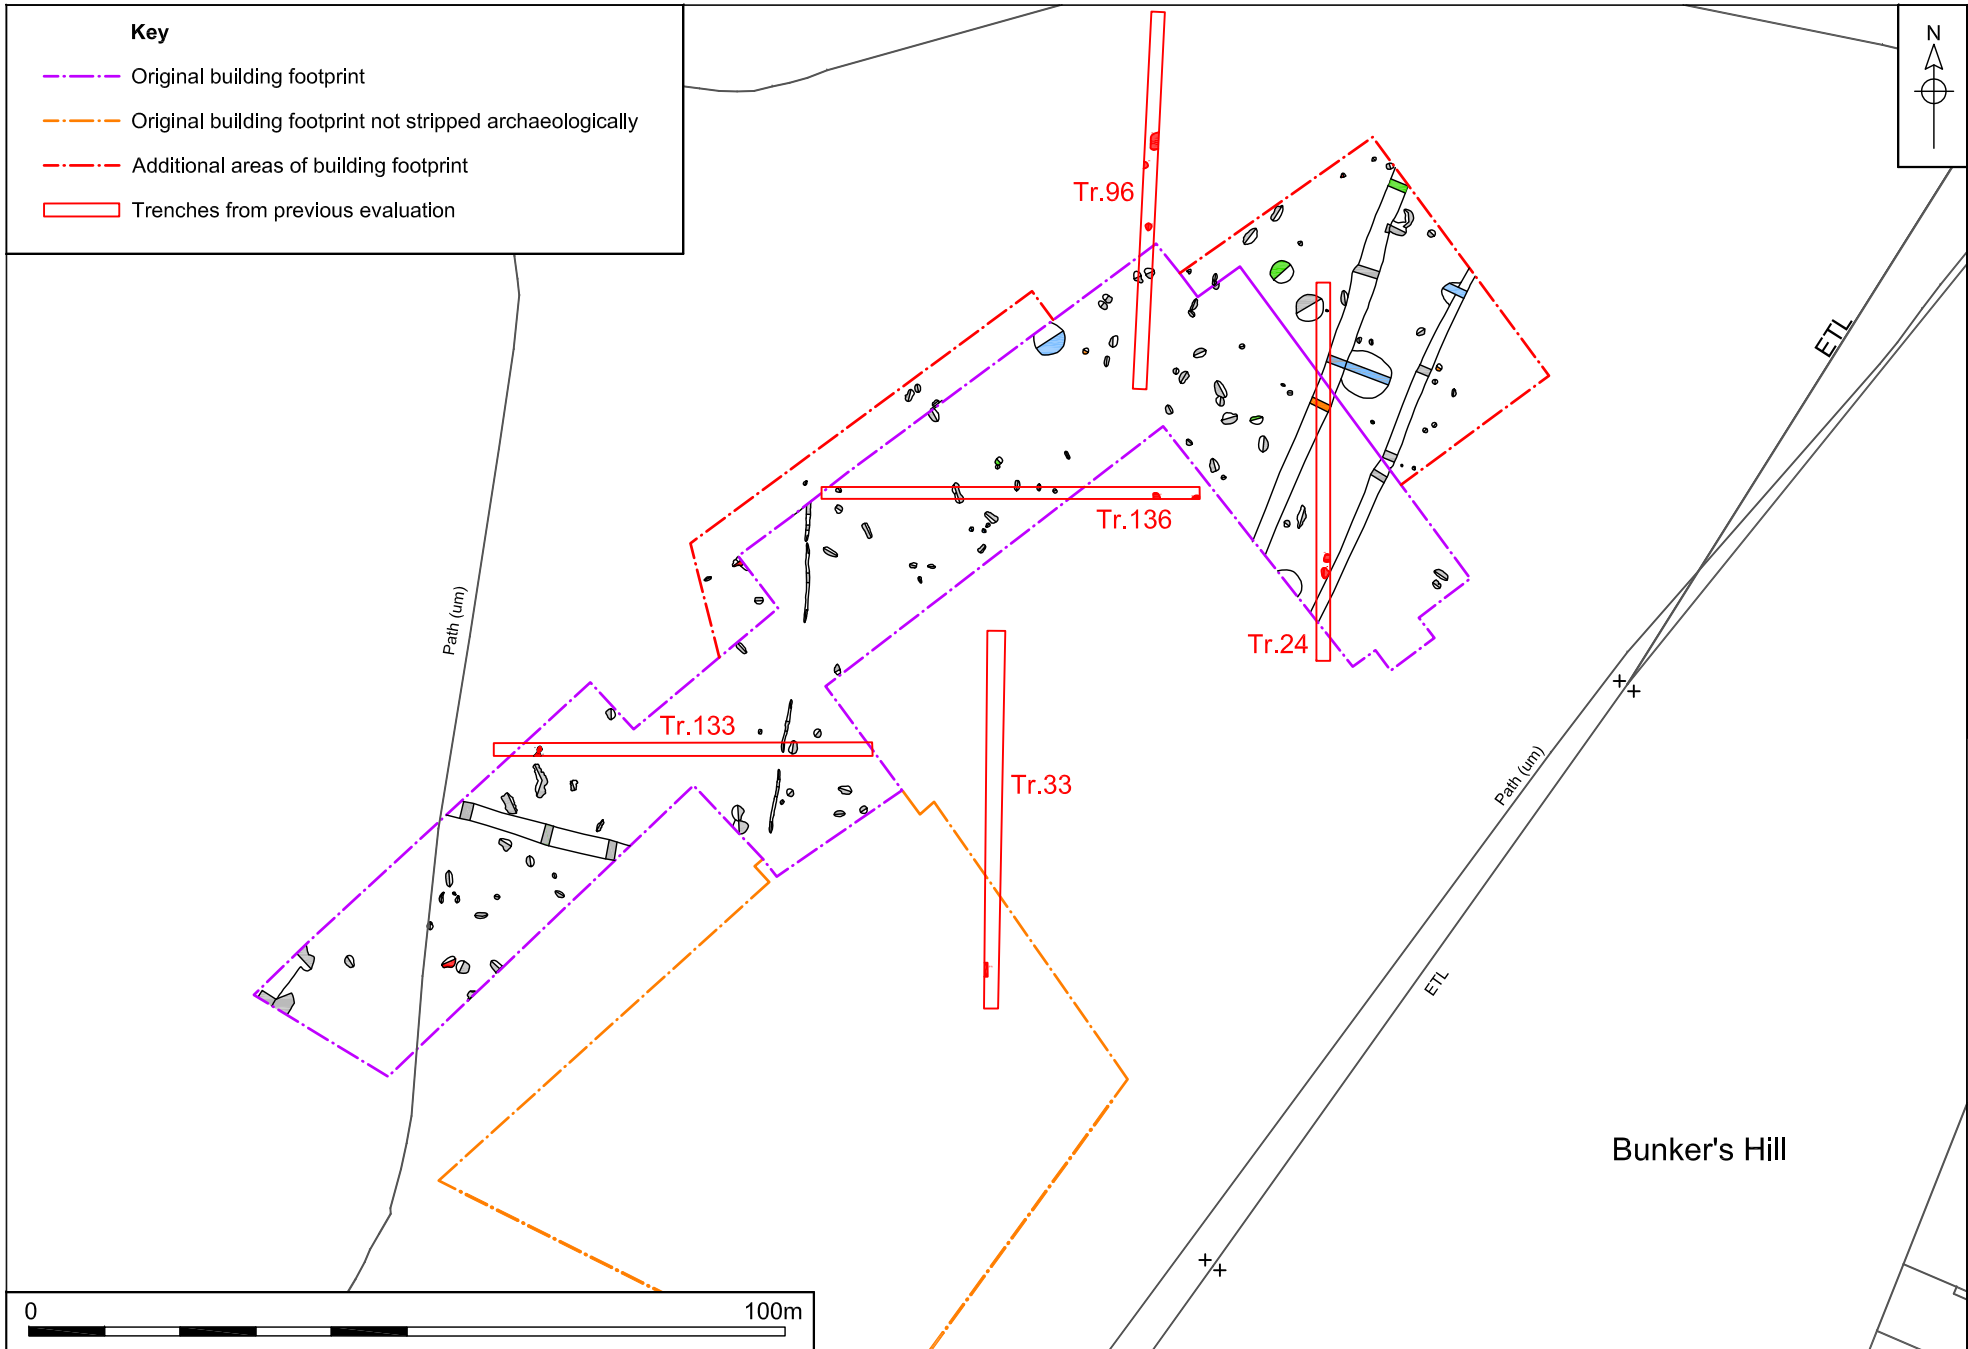 Key
Original building footprint
Original building footprint not stripped archaeologically
Additional areas of building footprint
Trenches from previous evaluation
N
Tr.96
ETL
Tr.136
Path (um)
Tr.24
Tr.133
Tr.33
Path (um)
ETL
Bunker's Hill
0 100m